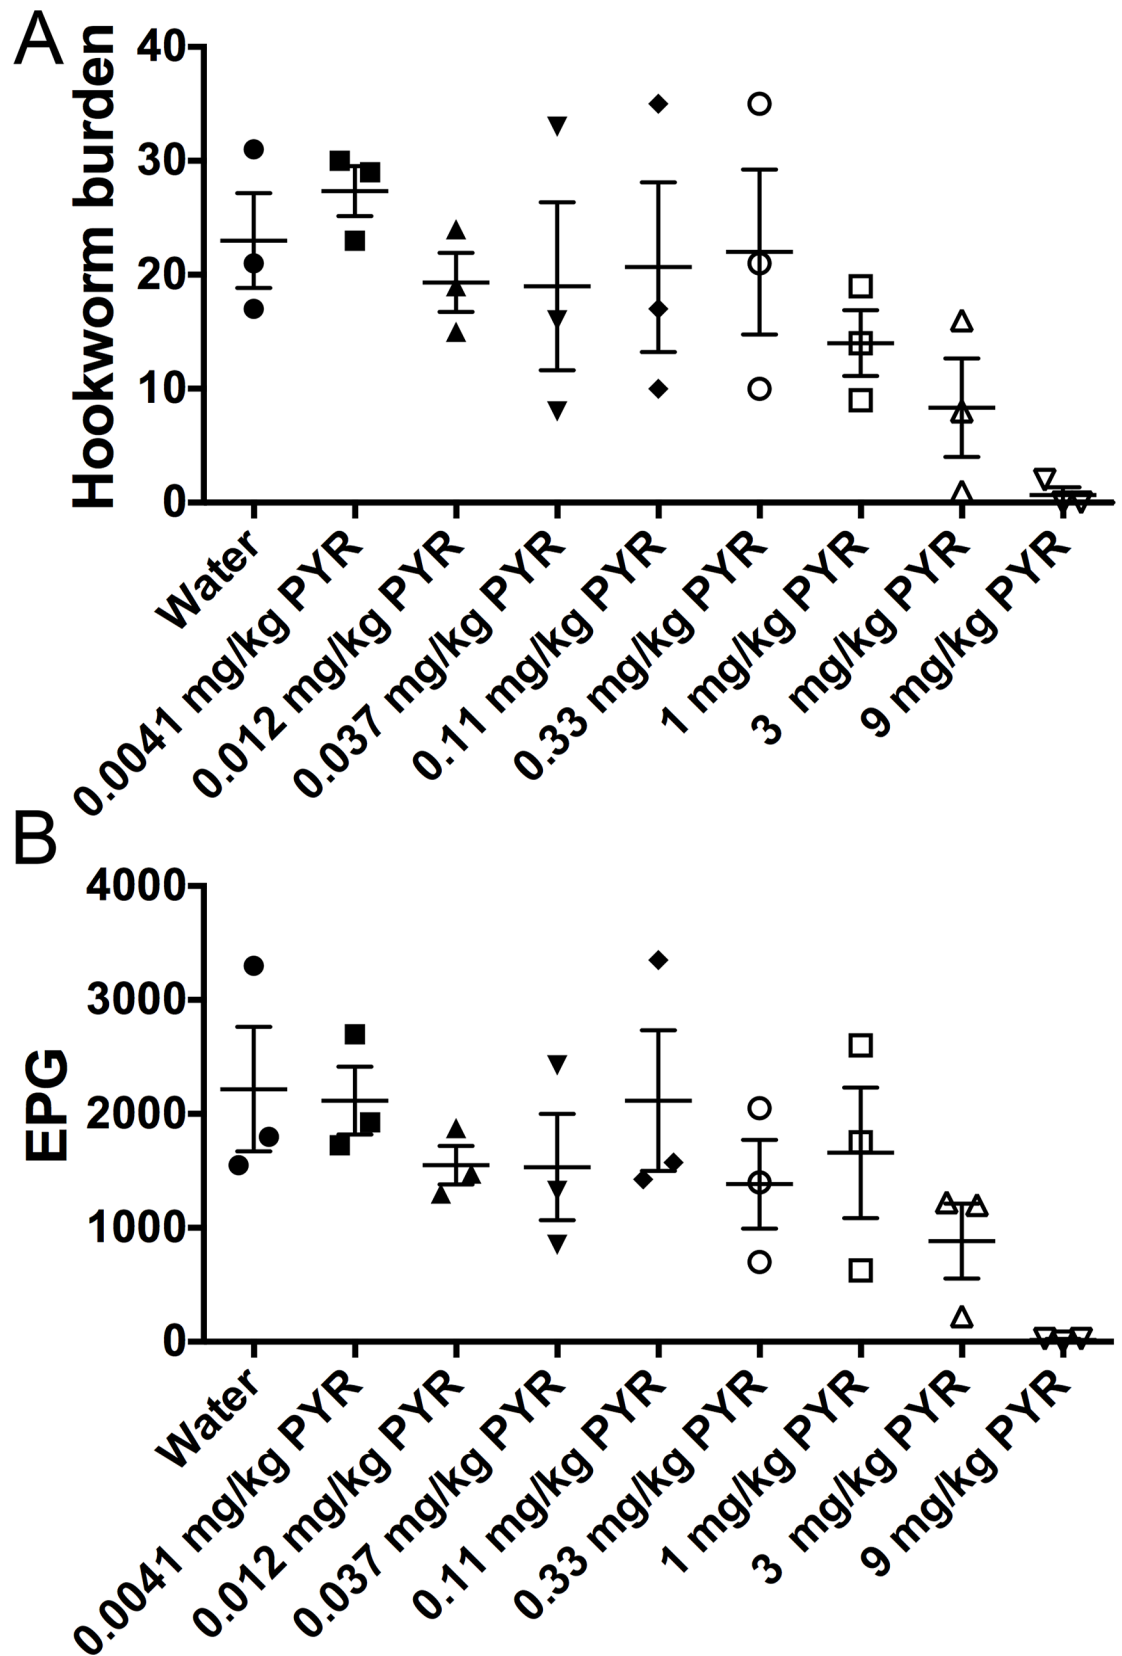 A
Hookworm burden
40
30
20
10
0
Water
0.0041 mg/kg PYR
0.012 mg/kg PYR
0.037 mg/kg PYR
0.11 mg/kg PYR
0.33 mg/kg PYR
1 mg/kg PYR
3 mg/kg PYR
9 mg/kg PYR
B
EPG
4000
3000
2000
1000
0
Water
0.0041 mg/kg PYR
0.012 mg/kg PYR
0.037 mg/kg PYR
0.11 mg/kg PYR
0.33 mg/kg PYR
1 mg/kg PYR
3 mg/kg PYR
9 mg/kg PYR